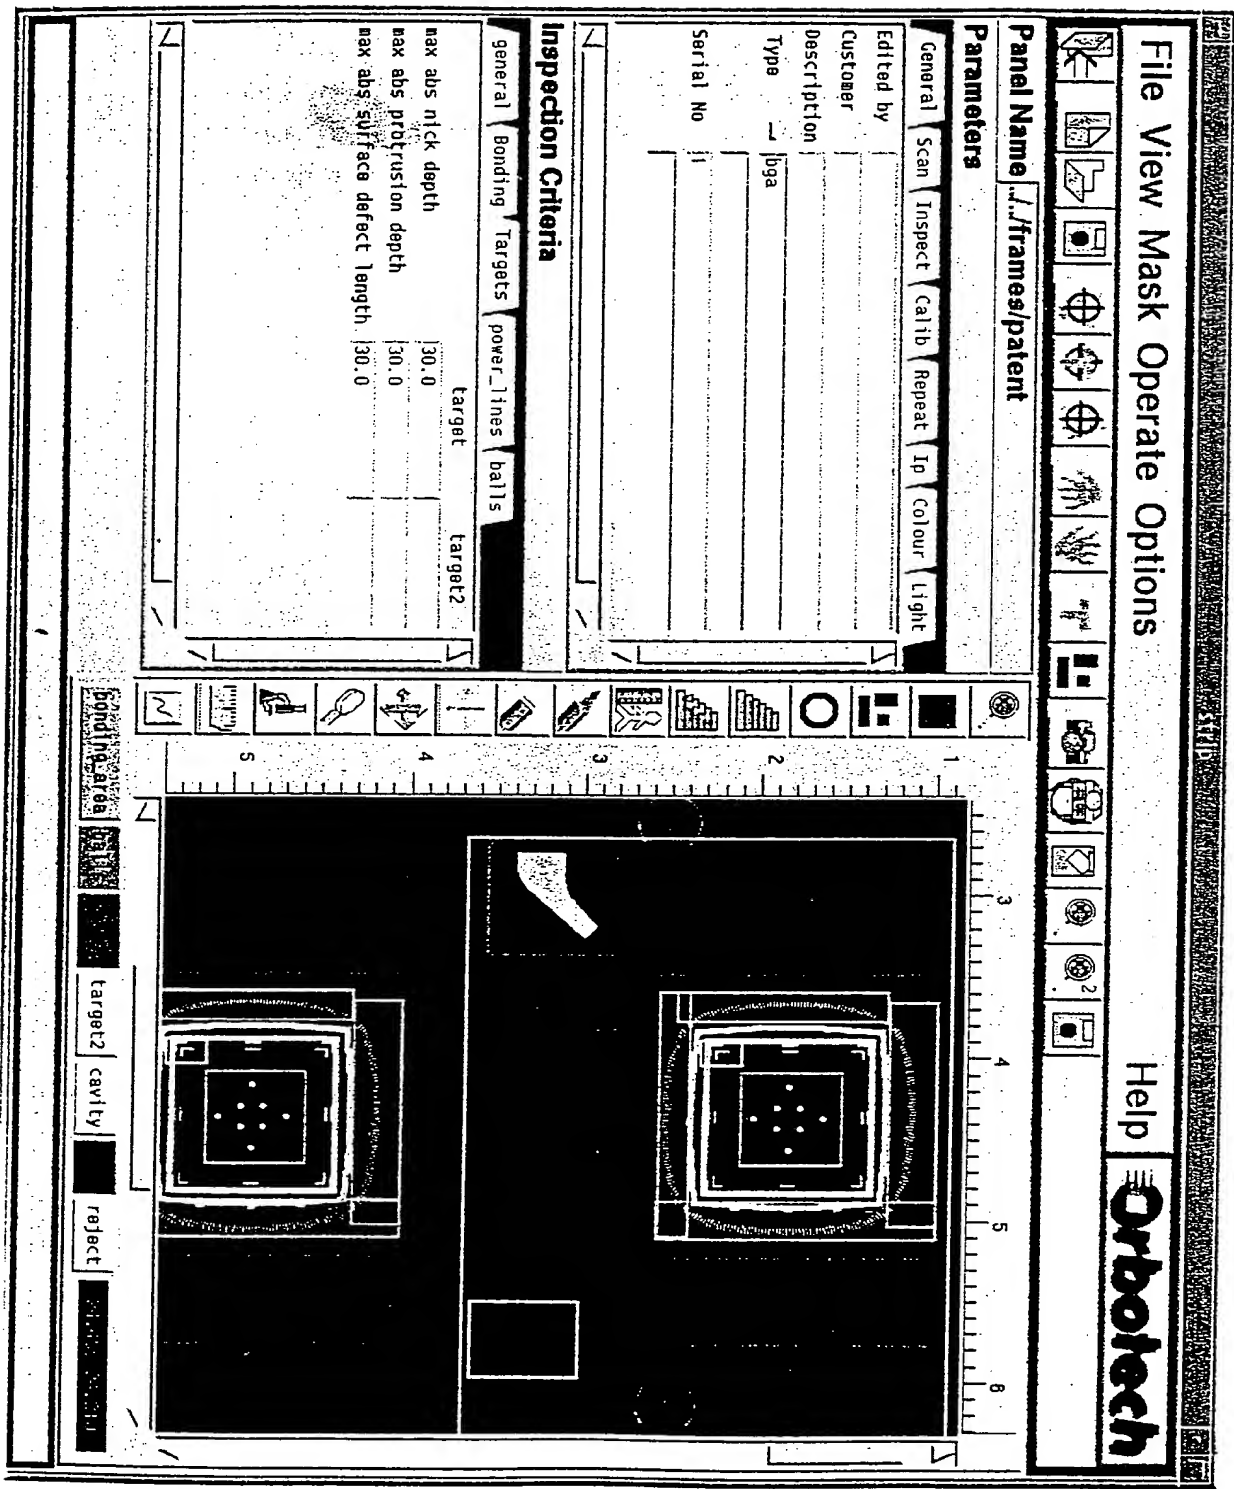 File View Mask Operate Options Help Orbotech
Panel Name ../../frames/patent
Parameters
General Scan Inspect Calib Repeat Ip Colour Light
Edited by
Customer
Description
Type bga
Serial No
Inspection Criteria
general Bonding Targets power_lines balls
target target2
max abs nick depth 30.0
max abs protrusion depth 30.0
max abs surface defect length 30.0
3 4 5 6
1
2
3
4
5
2
bonding_area balls target2 cavity reject